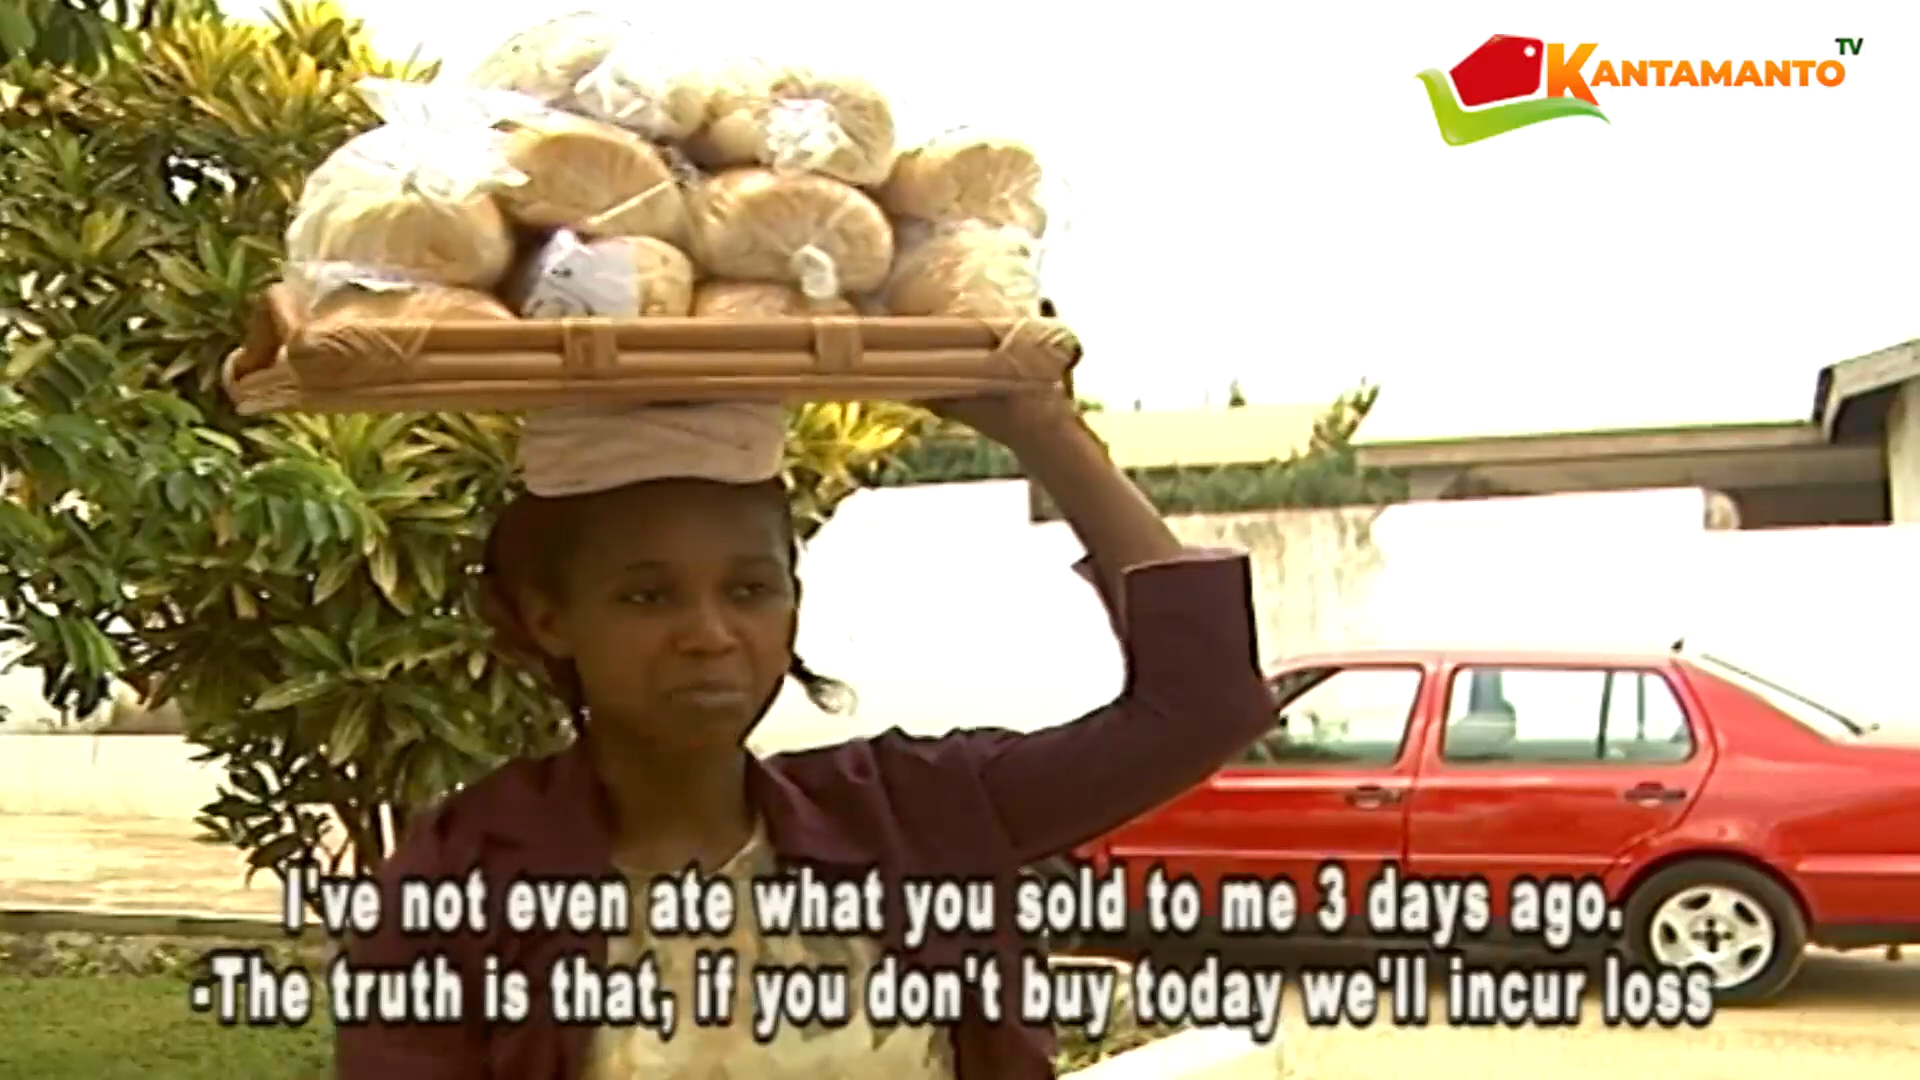 KANTAMANTO TV
I've not even ate what you sold to me 3 days ago.
-The truth is that, if you don't buy today we'll incur loss